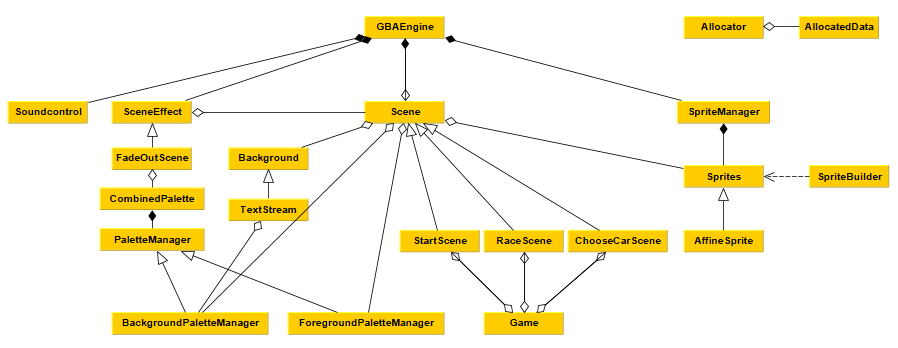 GBAEngine
Allocator
AllocatedData
Soundcontrol
SceneEffect
Scene
SpriteManager
FadeOutScene
Background
Sprites
SpriteBuilder
CombinedPalette
TextStream
PaletteManager
StartScene
RaceScene
ChooseCarScene
AffineSprite
BackgroundPaletteManager
ForegroundPaletteManager
Game